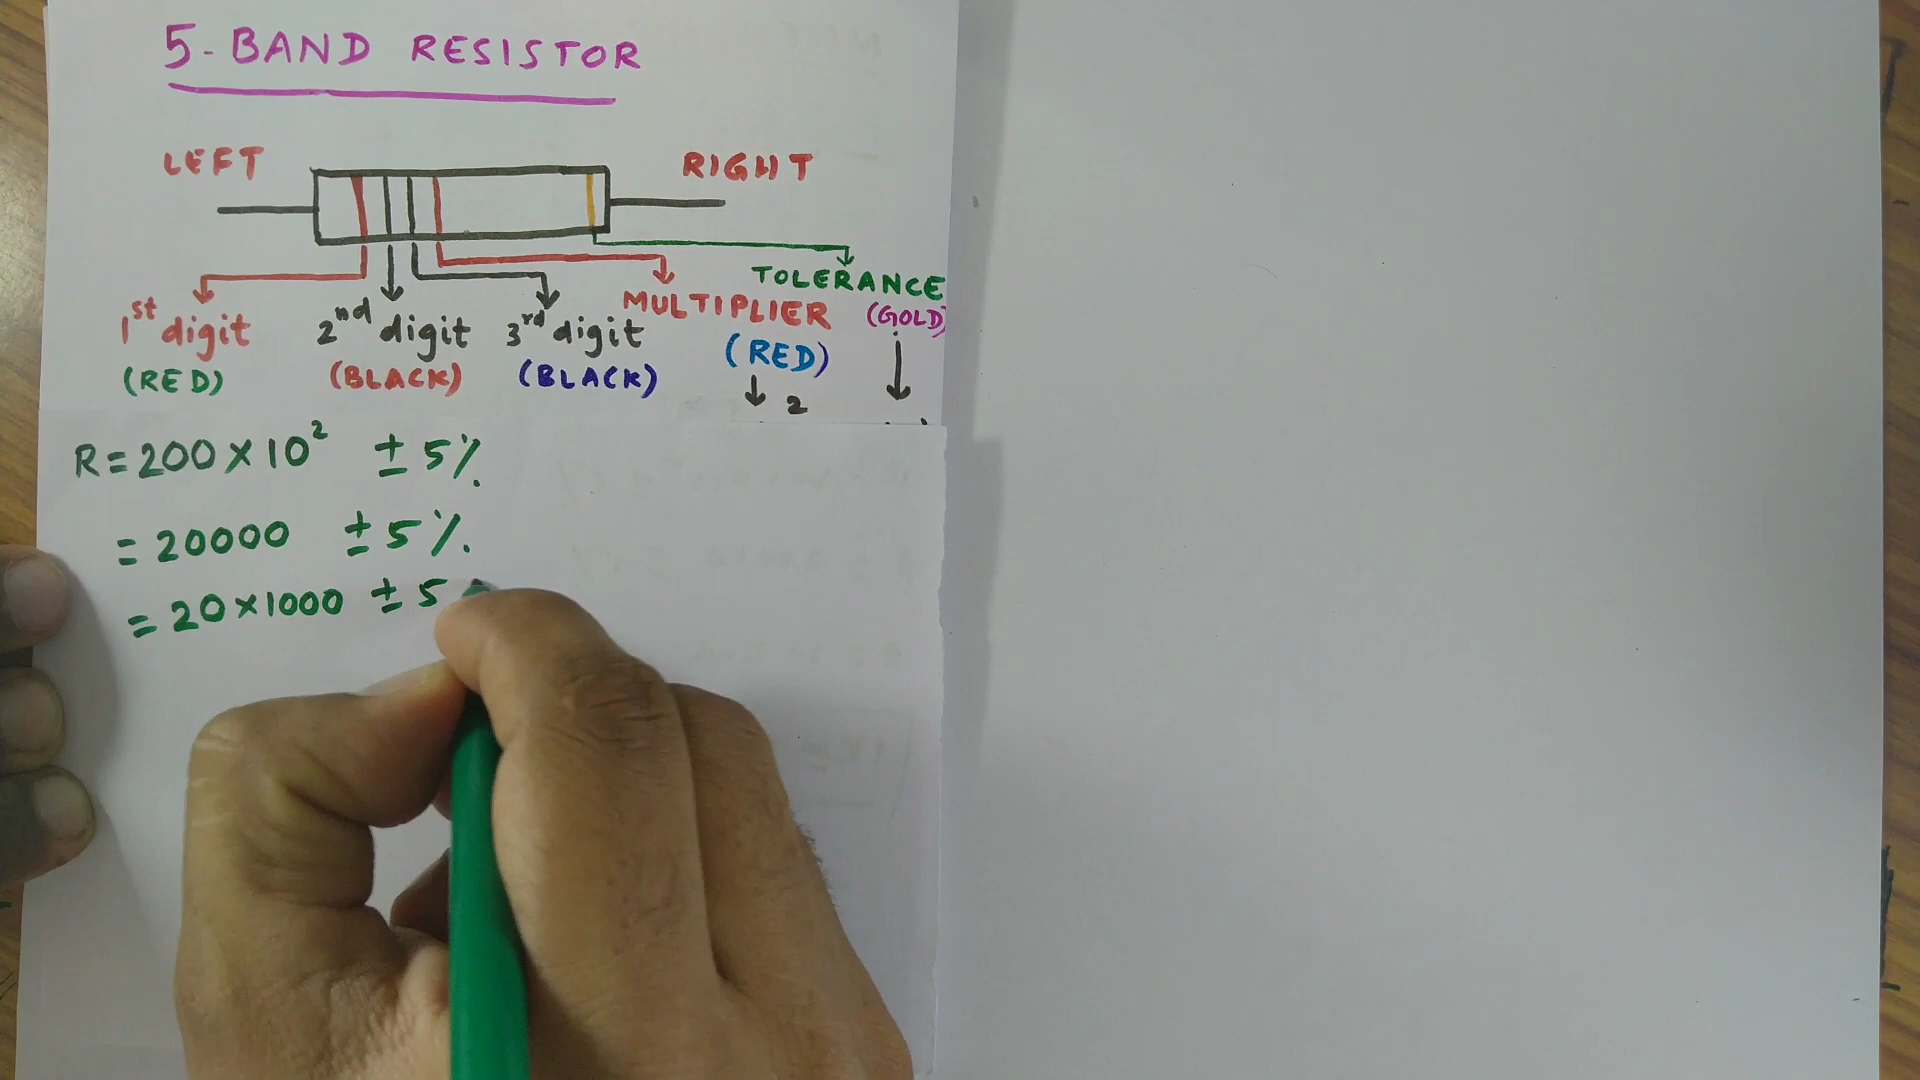 5-BAND RESISTOR
LEFT RIGHT
1st digit 2nd digit 3rd digit MULTIPLIER TOLERANCE
(RED) (BLACK) (BLACK) (RED) (GOLD)
2
R = 200 × 10² ± 5%
= 20000 ± 5%
= 20 × 1000 ± 5